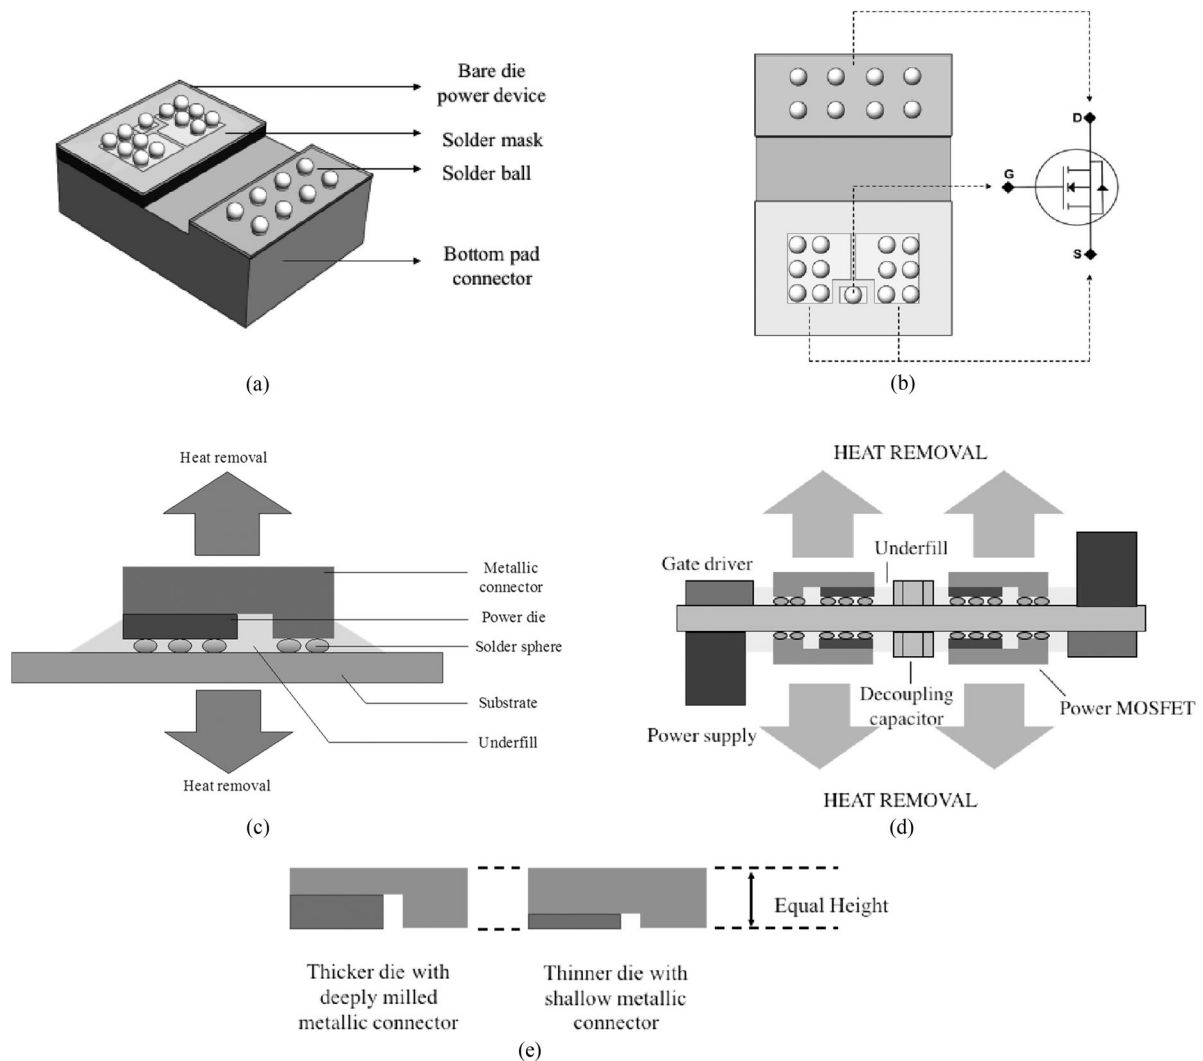 Bare die
power device
Solder mask
Solder ball
Bottom pad
connector
(a)
D
G
S
(b)
Heat removal
Metallic
connector
Power die
Solder sphere
Substrate
Underfill
Heat removal
(c)
HEAT REMOVAL
Underfill
Gate driver
Decoupling
capacitor
Power MOSFET
Power supply
HEAT REMOVAL
(d)
Equal Height
Thicker die with
deeply milled
metallic connector
Thinner die with
shallow metallic
connector
(e)